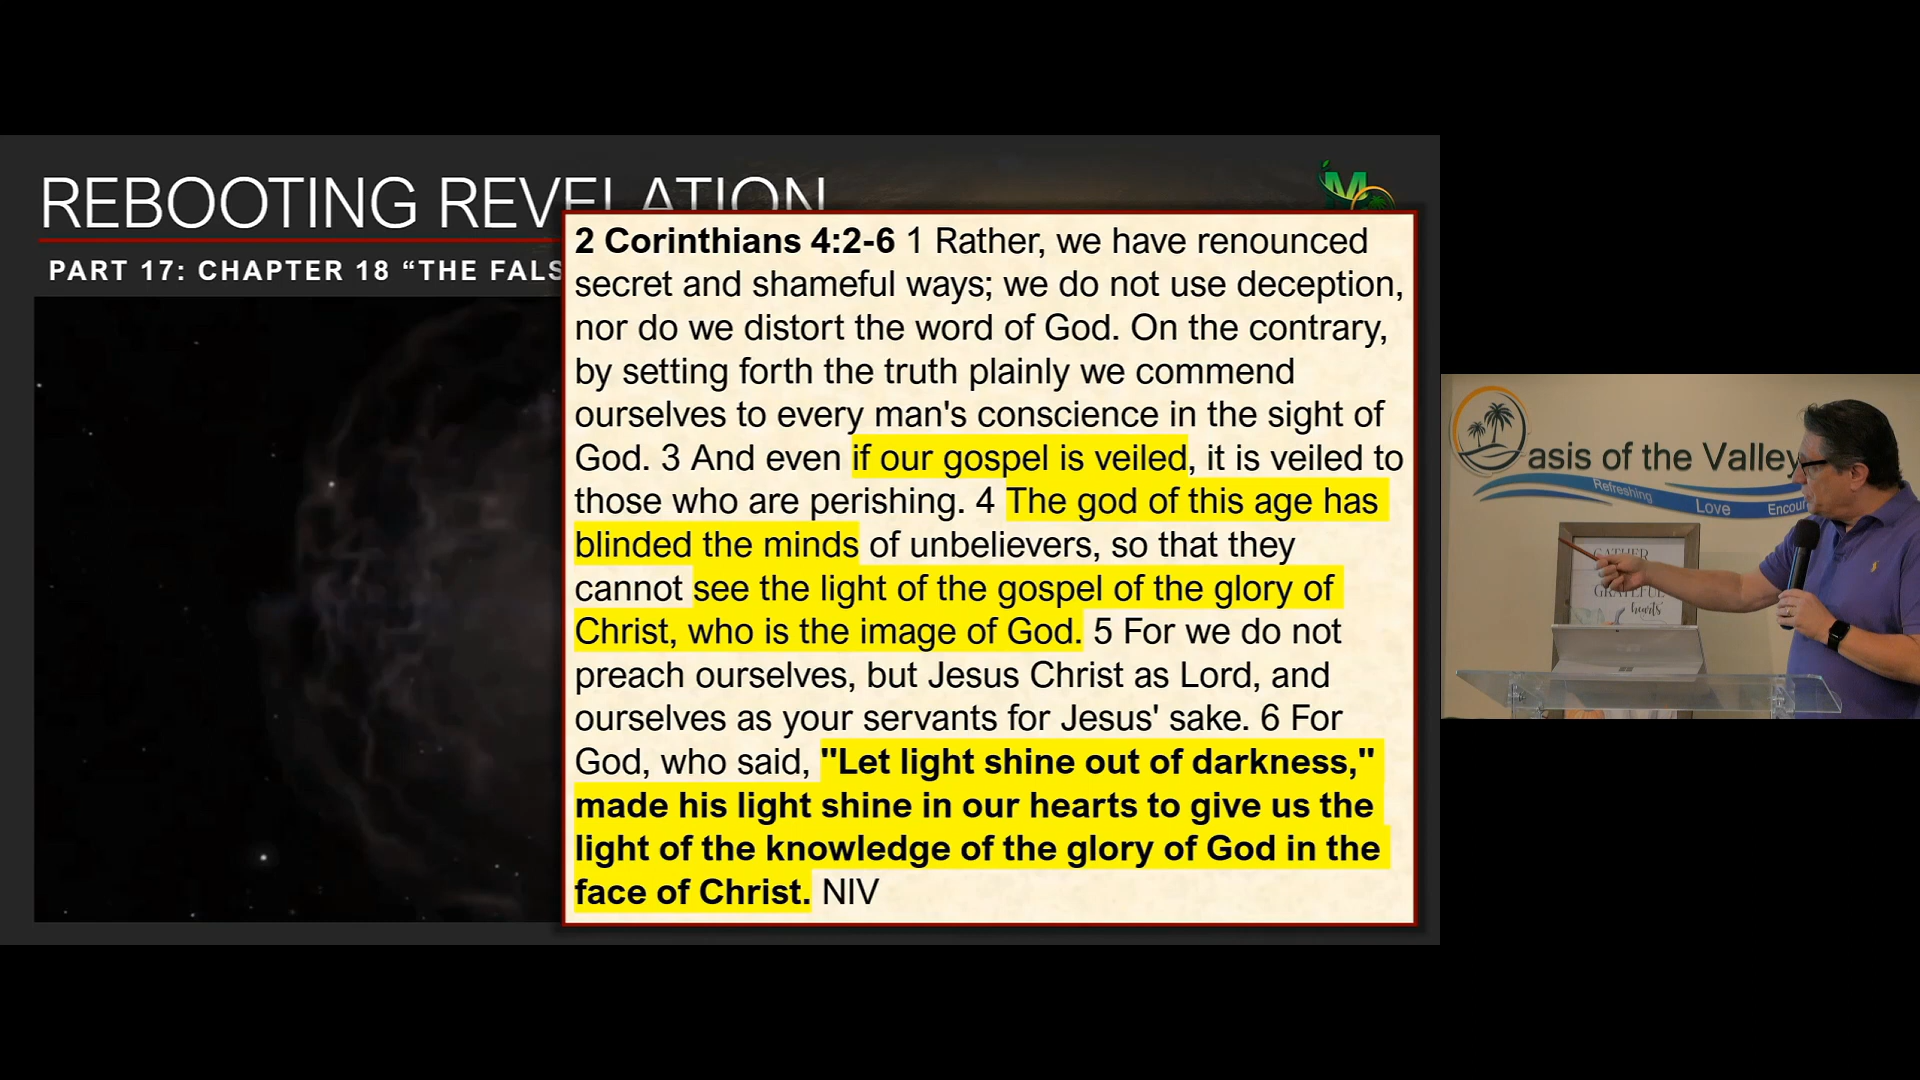 REBOOTING REVELATION
PART 17: CHAPTER 18 “THE FALS
2 Corinthians 4:2-6 1 Rather, we have renounced
secret and shameful ways; we do not use deception,
nor do we distort the word of God. On the contrary,
by setting forth the truth plainly we commend
ourselves to every man's conscience in the sight of
God. 3 And even if our gospel is veiled, it is veiled to
those who are perishing. 4 The god of this age has
blinded the minds of unbelievers, so that they
cannot see the light of the gospel of the glory of
Christ, who is the image of God. 5 For we do not
preach ourselves, but Jesus Christ as Lord, and
ourselves as your servants for Jesus' sake. 6 For
God, who said, "Let light shine out of darkness,"
made his light shine in our hearts to give us the
light of the knowledge of the glory of God in the
face of Christ. NIV
M
asis of the Valley
Refreshing
Love
Encour
GATHER
GRATEFUL
hearts